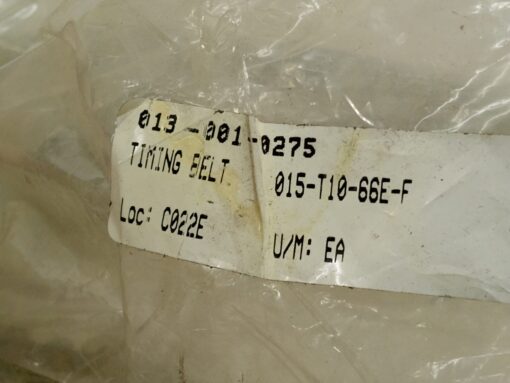 013-001-0275
TIMING BELT 015-T10-66E-F
Loc: C022E U/M: EA